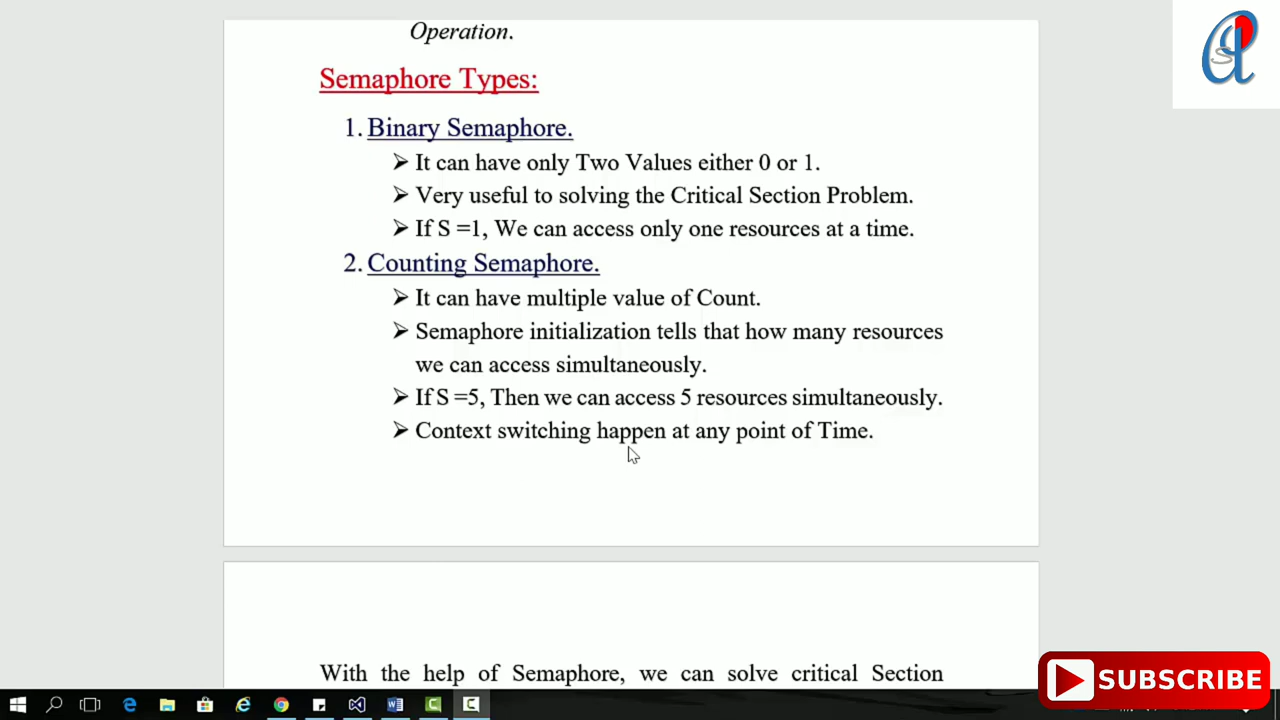 Operation.
Semaphore Types:
1. Binary Semaphore.
➢ It can have only Two Values either 0 or 1.
➢ Very useful to solving the Critical Section Problem.
➢ If S =1, We can access only one resources at a time.
2. Counting Semaphore.
➢ It can have multiple value of Count.
➢ Semaphore initialization tells that how many resources
we can access simultaneously.
➢ If S =5, Then we can access 5 resources simultaneously.
➢ Context switching happen at any point of Time.
With the help of Semaphore, we can solve critical Section
SUBSCRIBE